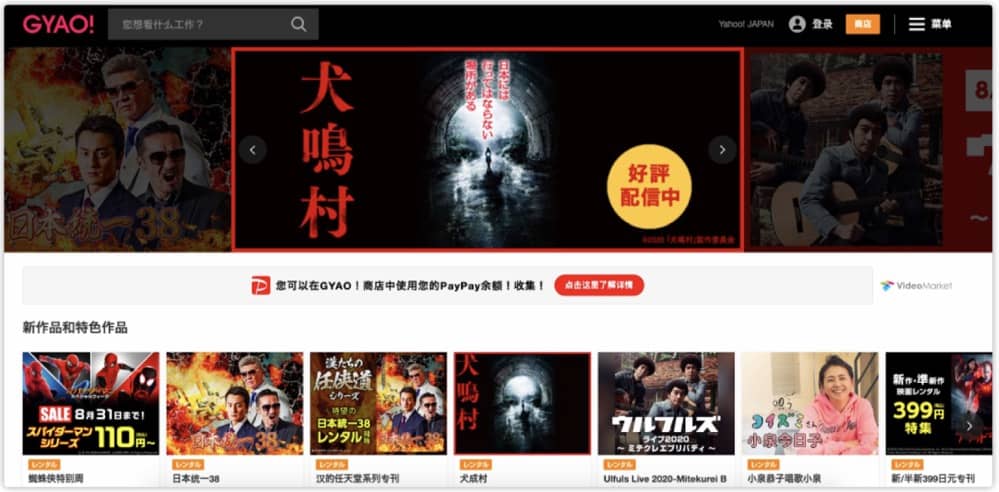 GYAO!
您想看什么工作？
Yahoo! JAPAN
登录
商店
菜单
日本統一38
犬鳴村
日本には
行ってはならない
場所がある
好評
配信中
©2020「犬鳴村」製作委員会
8/
您可以在GYAO！商店中使用您的PayPay余额！收集！
点击这里了解详情
VideoMarket
新作品和特色作品
SALE 8月31日まで!
スパイダーマン
シリーズ 110円～
漢たちの
任侠道
シリーズ
待望の
日本統一38
レンタル開始
犬鳴村
ウルフルズ
ライブ2020
～ ミテクレエブリバディ ～
コイズミさん
小泉今日子
新作・準新作
映画レンタル
399円
特集
レンタル
レンタル
レンタル
レンタル
レンタル
レンタル
レンタル
蜘蛛侠特别周
日本统一38
汉的任天堂系列专刊
犬成村
Ulfuls Live 2020-Mitekurei B
小泉恭子唱歌小泉
新/半新399日元专刊